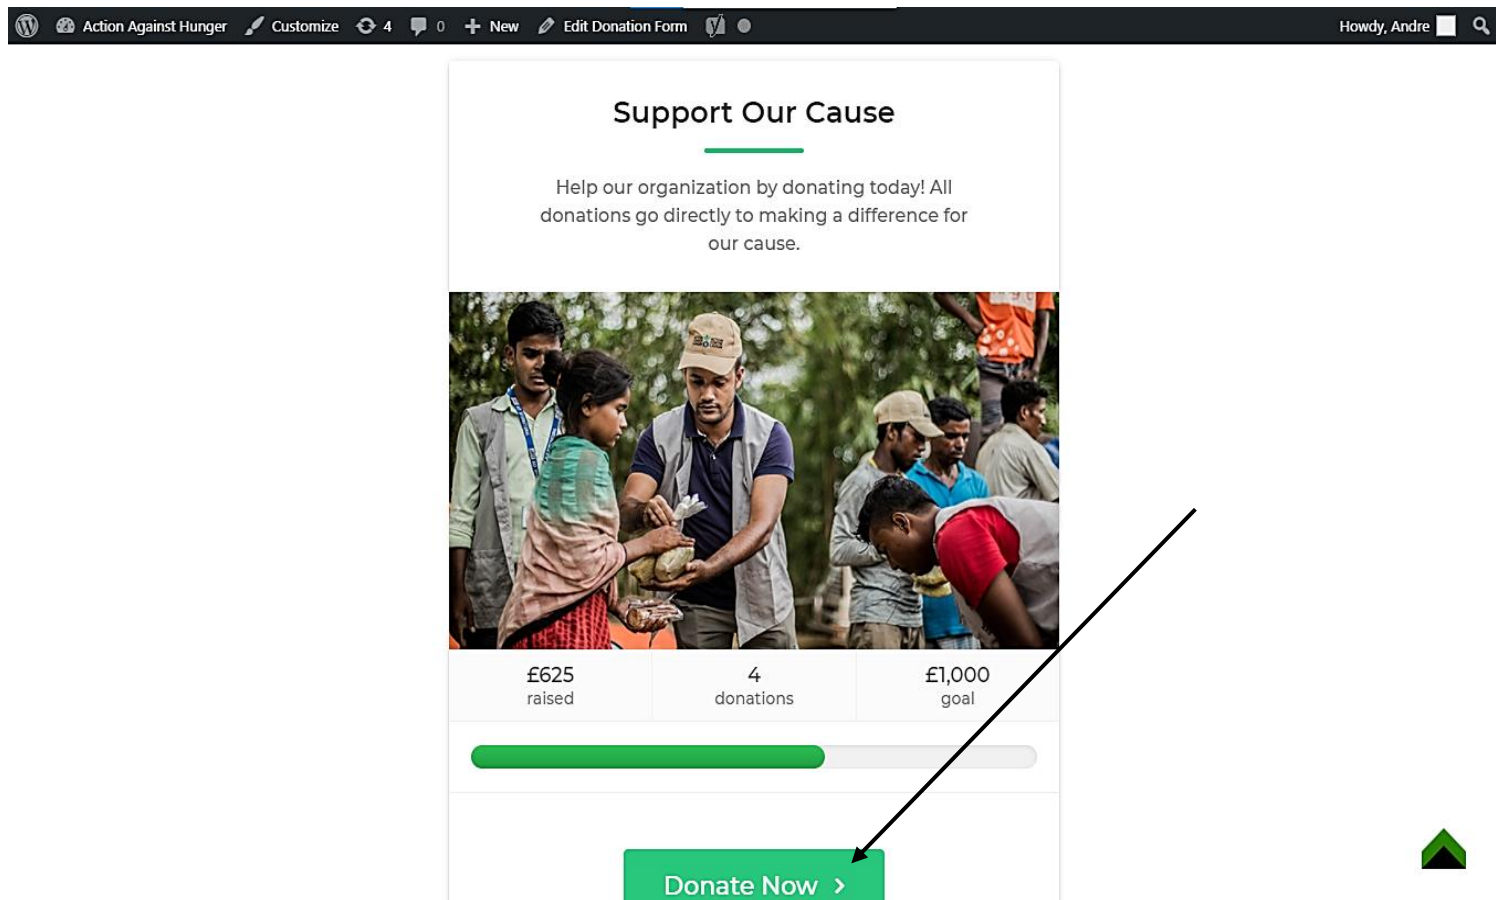 Action Against Hunger Customize 4 0 New Edit Donation Form Howdy, Andre
Support Our Cause
Help our organization by donating today! All
donations go directly to making a difference for
our cause.
£625 4 £1,000
raised donations goal
Donate Now